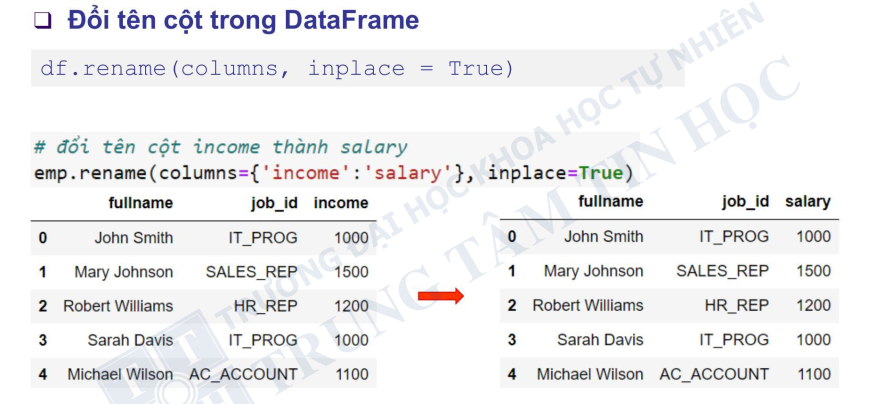 ❑ Đổi tên cột trong DataFrame
df.rename(columns, inplace = True)
# đổi tên cột income thành salary
emp.rename(columns={'income':'salary'}, inplace=True)
fullname job_id income
0 John Smith IT_PROG 1000
1 Mary Johnson SALES_REP 1500
2 Robert Williams HR_REP 1200
3 Sarah Davis IT_PROG 1000
4 Michael Wilson AC_ACCOUNT 1100
fullname job_id salary
0 John Smith IT_PROG 1000
1 Mary Johnson SALES_REP 1500
2 Robert Williams HR_REP 1200
3 Sarah Davis IT_PROG 1000
4 Michael Wilson AC_ACCOUNT 1100
TRƯỜNG ĐẠI HỌC KHOA HỌC TỰ NHIÊN
TRUNG TÂM TIN HỌC